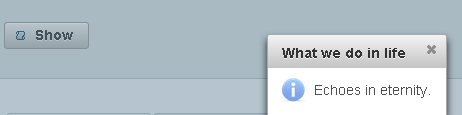 Show
What we do in life
Echoes in eternity.